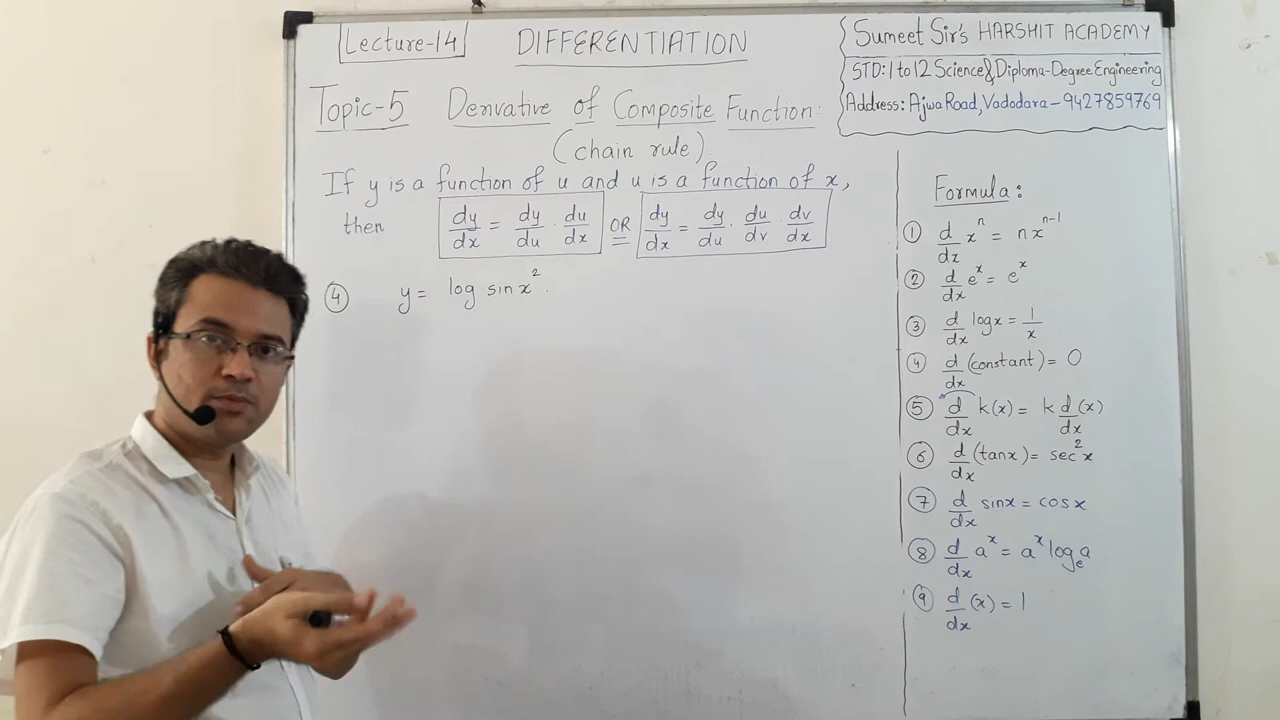 Lecture-14 DIFFERENTIATION
Sumeet Sir's HARSHIT ACADEMY
STD: 1 to 12 Science & Diploma-Degree Engineering
Address: Ajwa Road, Vadodara - 9427859769
Topic-5 Derivative of Composite Function:
(chain rule)
If y is a function of u and u is a function of x,
then dy/dx = dy/du · du/dx OR dy/dx = dy/du · du/dv · dv/dx
④ y = log sin x².
Formula:
① d/dx xⁿ = nxⁿ⁻¹
② d/dx eˣ = eˣ
③ d/dx log x = 1/x
④ d/dx (constant) = 0
⑤ d/dx k(x) = k d/dx (x)
⑥ d/dx (tanx) = sec²x
⑦ d/dx sinx = cosx
⑧ d/dx aˣ = aˣ logₑa
⑨ d/dx (x) = 1